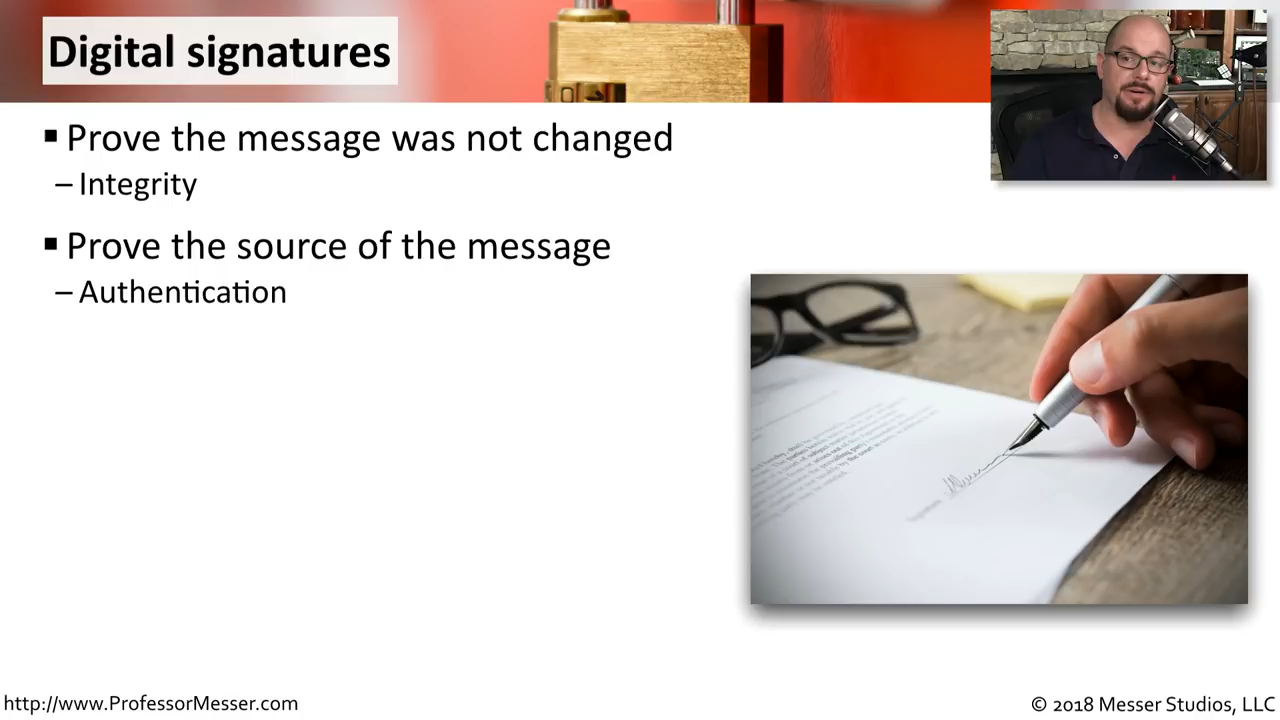 Digital signatures
▪ Prove the message was not changed
– Integrity
▪ Prove the source of the message
– Authentication
http://www.ProfessorMesser.com
© 2018 Messer Studios, LLC